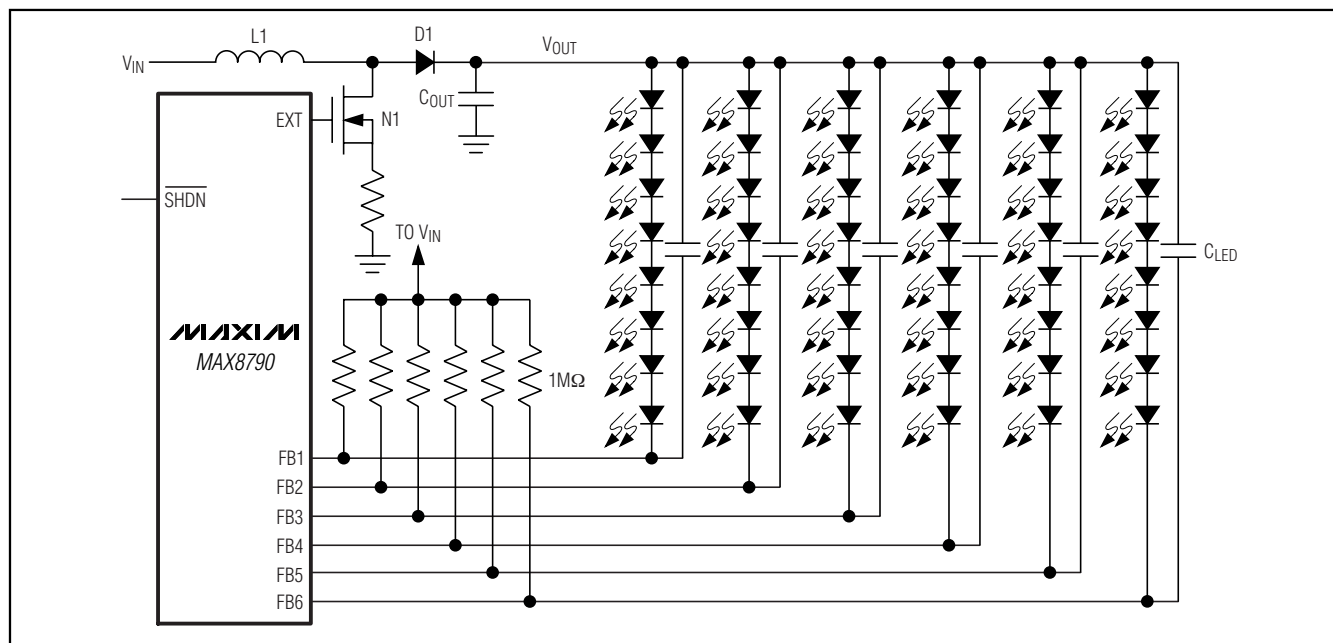 L1
D1
VIN
VOUT
COUT
EXT
N1
SHDN
TO VIN
CLED
MAXIM
MAX8790
1MΩ
FB1
FB2
FB3
FB4
FB5
FB6